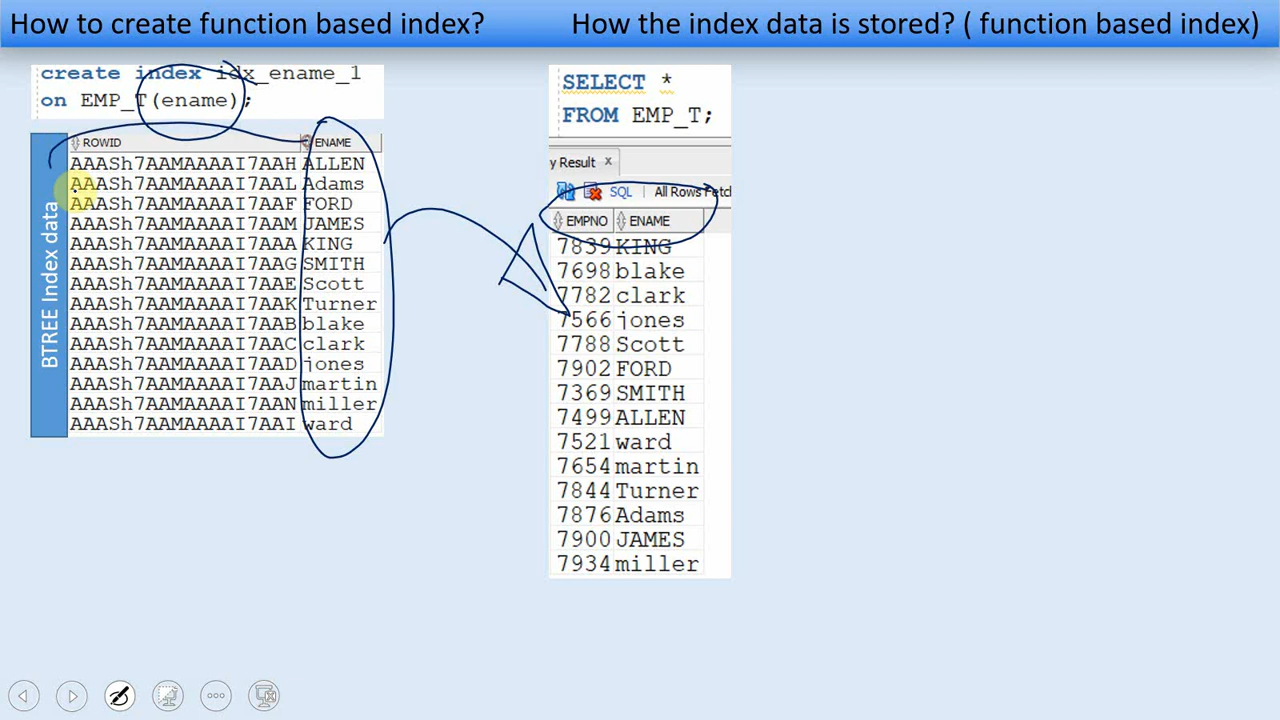 How to create function based index?
How the index data is stored? ( function based index)
create index idx_ename_1
on EMP_T(ename);
BTREE Index data
ROWID ENAME
AAASh7AAMAAAAI7AAH ALLEN
AAASh7AAMAAAAI7AAL Adams
AAASh7AAMAAAAI7AAF FORD
AAASh7AAMAAAAI7AAM JAMES
AAASh7AAMAAAAI7AAA KING
AAASh7AAMAAAAI7AAG SMITH
AAASh7AAMAAAAI7AAE Scott
AAASh7AAMAAAAI7AAK Turner
AAASh7AAMAAAAI7AAB blake
AAASh7AAMAAAAI7AAC clark
AAASh7AAMAAAAI7AAD jones
AAASh7AAMAAAAI7AAJ martin
AAASh7AAMAAAAI7AAN miller
AAASh7AAMAAAAI7AAI ward
SELECT *
FROM EMP_T;
y Result x
SQL All Rows Fetc
EMPNO ENAME
7839 KING
7698 blake
7782 clark
7566 jones
7788 Scott
7902 FORD
7369 SMITH
7499 ALLEN
7521 ward
7654 martin
7844 Turner
7876 Adams
7900 JAMES
7934 miller